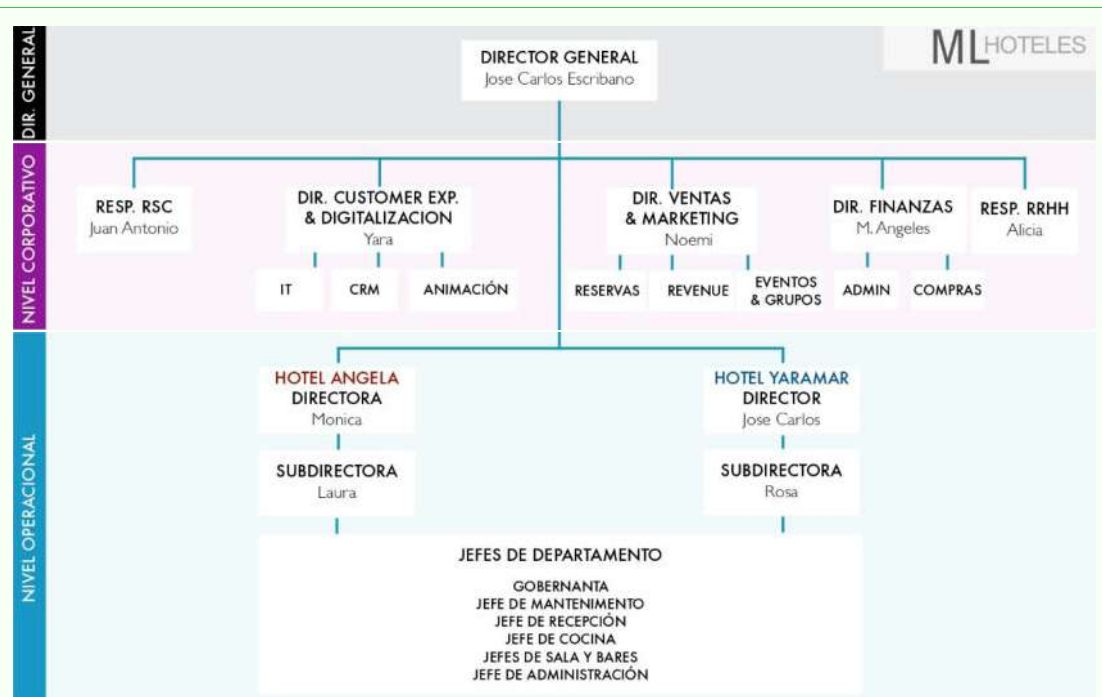 DIR. GENERAL
DIRECTOR GENERAL
Jose Carlos Escribano
ML HOTELES
NIVEL CORPORATIVO
RESP. RSC
Juan Antonio
DIR. CUSTOMER EXP.
& DIGITALIZACION
Yara
IT
CRM
ANIMACIÓN
DIR. VENTAS
& MARKETING
Noemi
RESERVAS
REVENUE
EVENTOS
& GRUPOS
DIR. FINANZAS
M. Angeles
ADMIN
COMPRAS
RESP. RRHH
Alicia
NIVEL OPERACIONAL
HOTEL ANGELA
DIRECTORA
Monica
SUBDIRECTORA
Laura
HOTEL YARAMAR
DIRECTOR
Jose Carlos
SUBDIRECTORA
Rosa
JEFES DE DEPARTAMENTO
GOBERNANTA
JEFE DE MANTENIMENTO
JEFE DE RECEPCIÓN
JEFE DE COCINA
JEFES DE SALA Y BARES
JEFE DE ADMINISTRACIÓN